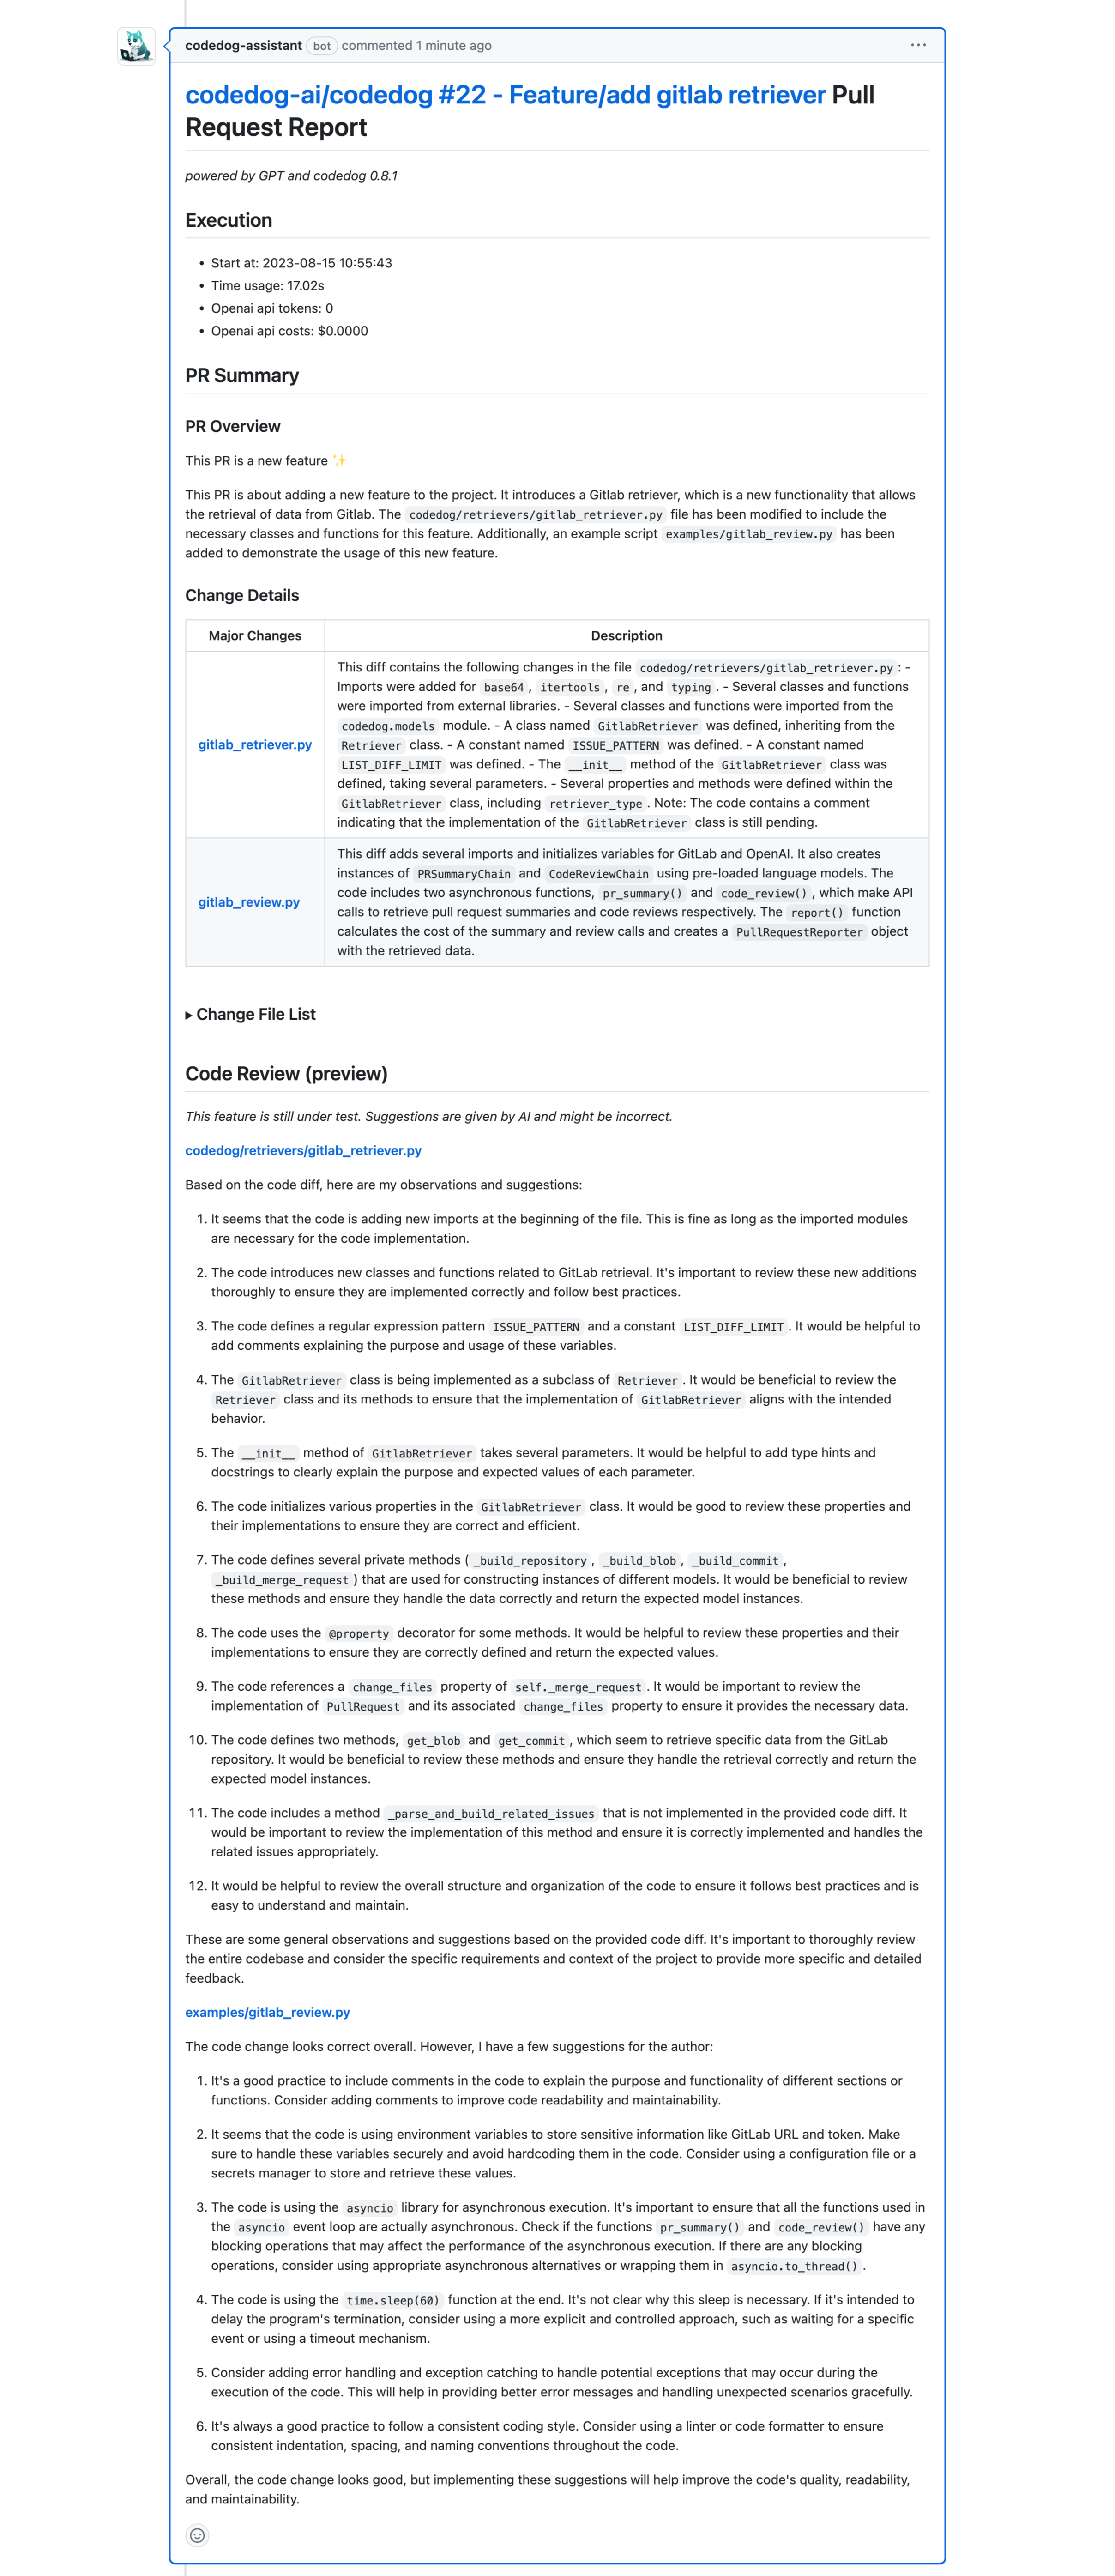 codedog-assistant bot commented 1 minute ago
codedog-ai/codedog #22 - Feature/add gitlab retriever Pull
Request Report
powered by GPT and codedog 0.8.1
Execution
• Start at: 2023-08-15 10:55:43
• Time usage: 17.02s
• Openai api tokens: 0
• Openai api costs: $0.0000
PR Summary
PR Overview
This PR is a new feature ✨
This PR is about adding a new feature to the project. It introduces a Gitlab retriever, which is a new functionality that allows
the retrieval of data from Gitlab. The codedog/retrievers/gitlab_retriever.py file has been modified to include the
necessary classes and functions for this feature. Additionally, an example script examples/gitlab_review.py has been
added to demonstrate the usage of this new feature.
Change Details
Major Changes Description
This diff contains the following changes in the file codedog/retrievers/gitlab_retriever.py : -
Imports were added for base64 , itertools , re , and typing . - Several classes and functions
were imported from external libraries. - Several classes and functions were imported from the
codedog.models module. - A class named GitlabRetriever was defined, inheriting from the
gitlab_retriever.py Retriever class. - A constant named ISSUE_PATTERN was defined. - A constant named
LIST_DIFF_LIMIT was defined. - The __init__ method of the GitlabRetriever class was
defined, taking several parameters. - Several properties and methods were defined within the
GitlabRetriever class, including retriever_type . Note: The code contains a comment
indicating that the implementation of the GitlabRetriever class is still pending.
This diff adds several imports and initializes variables for GitLab and OpenAI. It also creates
instances of PRSummaryChain and CodeReviewChain using pre-loaded language models. The
gitlab_review.py code includes two asynchronous functions, pr_summary() and code_review() , which make API
calls to retrieve pull request summaries and code reviews respectively. The report() function
calculates the cost of the summary and review calls and creates a PullRequestReporter object
with the retrieved data.
▸ Change File List
Code Review (preview)
This feature is still under test. Suggestions are given by AI and might be incorrect.
codedog/retrievers/gitlab_retriever.py
Based on the code diff, here are my observations and suggestions:
1. It seems that the code is adding new imports at the beginning of the file. This is fine as long as the imported modules
are necessary for the code implementation.
2. The code introduces new classes and functions related to GitLab retrieval. It's important to review these new additions
thoroughly to ensure they are implemented correctly and follow best practices.
3. The code defines a regular expression pattern ISSUE_PATTERN and a constant LIST_DIFF_LIMIT . It would be helpful to
add comments explaining the purpose and usage of these variables.
4. The GitlabRetriever class is being implemented as a subclass of Retriever . It would be beneficial to review the
Retriever class and its methods to ensure that the implementation of GitlabRetriever aligns with the intended
behavior.
5. The __init__ method of GitlabRetriever takes several parameters. It would be helpful to add type hints and
docstrings to clearly explain the purpose and expected values of each parameter.
6. The code initializes various properties in the GitlabRetriever class. It would be good to review these properties and
their implementations to ensure they are correct and efficient.
7. The code defines several private methods ( _build_repository , _build_blob , _build_commit ,
_build_merge_request ) that are used for constructing instances of different models. It would be beneficial to review
these methods and ensure they handle the data correctly and return the expected model instances.
8. The code uses the @property decorator for some methods. It would be helpful to review these properties and their
implementations to ensure they are correctly defined and return the expected values.
9. The code references a change_files property of self._merge_request . It would be important to review the
implementation of PullRequest and its associated change_files property to ensure it provides the necessary data.
10. The code defines two methods, get_blob and get_commit , which seem to retrieve specific data from the GitLab
repository. It would be beneficial to review these methods and ensure they handle the retrieval correctly and return the
expected model instances.
11. The code includes a method _parse_and_build_related_issues that is not implemented in the provided code diff. It
would be important to review the implementation of this method and ensure it is correctly implemented and handles the
related issues appropriately.
12. It would be helpful to review the overall structure and organization of the code to ensure it follows best practices and is
easy to understand and maintain.
These are some general observations and suggestions based on the provided code diff. It's important to thoroughly review
the entire codebase and consider the specific requirements and context of the project to provide more specific and detailed
feedback.
examples/gitlab_review.py
The code change looks correct overall. However, I have a few suggestions for the author:
1. It's a good practice to include comments in the code to explain the purpose and functionality of different sections or
functions. Consider adding comments to improve code readability and maintainability.
2. It seems that the code is using environment variables to store sensitive information like GitLab URL and token. Make
sure to handle these variables securely and avoid hardcoding them in the code. Consider using a configuration file or a
secrets manager to store and retrieve these values.
3. The code is using the asyncio library for asynchronous execution. It's important to ensure that all the functions used in
the asyncio event loop are actually asynchronous. Check if the functions pr_summary() and code_review() have any
blocking operations that may affect the performance of the asynchronous execution. If there are any blocking
operations, consider using appropriate asynchronous alternatives or wrapping them in asyncio.to_thread() .
4. The code is using the time.sleep(60) function at the end. It's not clear why this sleep is necessary. If it's intended to
delay the program's termination, consider using a more explicit and controlled approach, such as waiting for a specific
event or using a timeout mechanism.
5. Consider adding error handling and exception catching to handle potential exceptions that may occur during the
execution of the code. This will help in providing better error messages and handling unexpected scenarios gracefully.
6. It's always a good practice to follow a consistent coding style. Consider using a linter or code formatter to ensure
consistent indentation, spacing, and naming conventions throughout the code.
Overall, the code change looks good, but implementing these suggestions will help improve the code's quality, readability,
and maintainability.